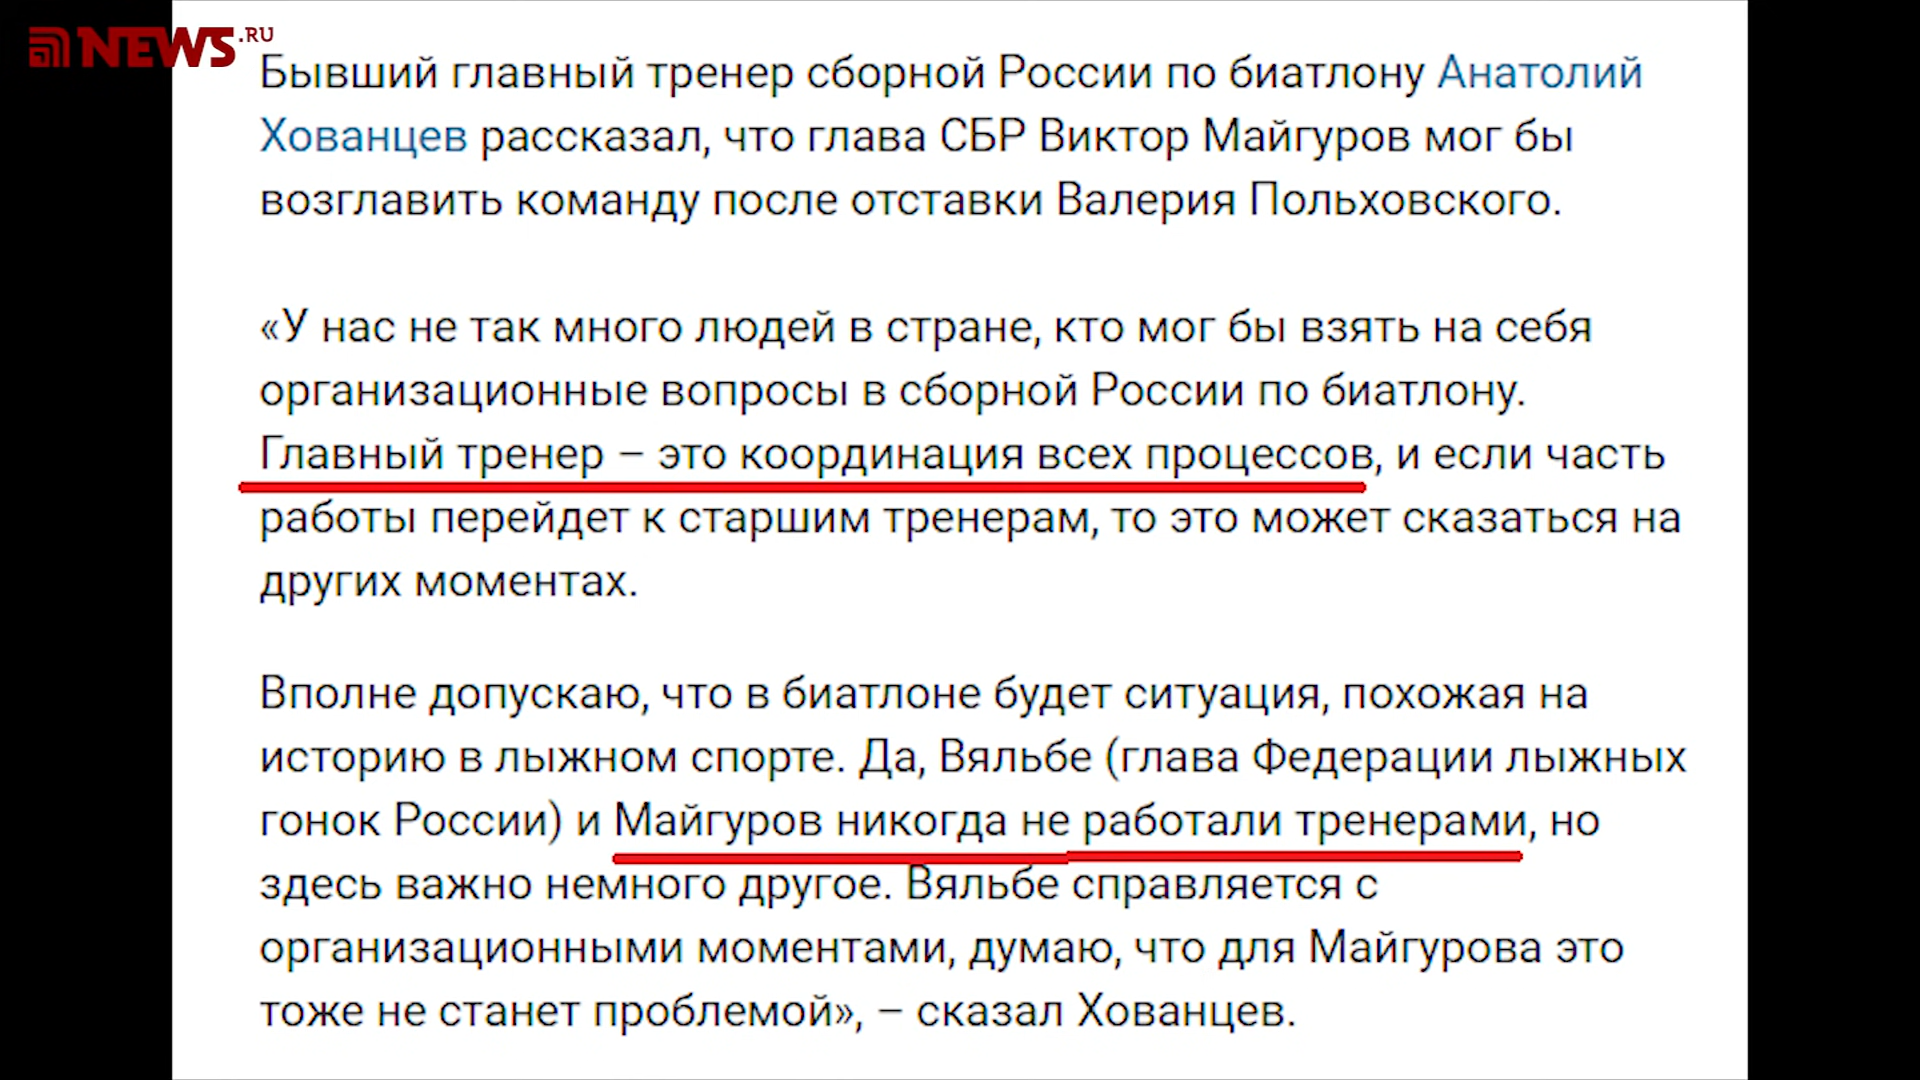 NEWS.RU
Бывший главный тренер сборной России по биатлону Анатолий
Хованцев рассказал, что глава СБР Виктор Майгуров мог бы
возглавить команду после отставки Валерия Польховского.
«У нас не так много людей в стране, кто мог бы взять на себя
организационные вопросы в сборной России по биатлону.
Главный тренер – это координация всех процессов, и если часть
работы перейдет к старшим тренерам, то это может сказаться на
других моментах.
Вполне допускаю, что в биатлоне будет ситуация, похожая на
историю в лыжном спорте. Да, Вяльбе (глава Федерации лыжных
гонок России) и Майгуров никогда не работали тренерами, но
здесь важно немного другое. Вяльбе справляется с
организационными моментами, думаю, что для Майгурова это
тоже не станет проблемой», – сказал Хованцев.